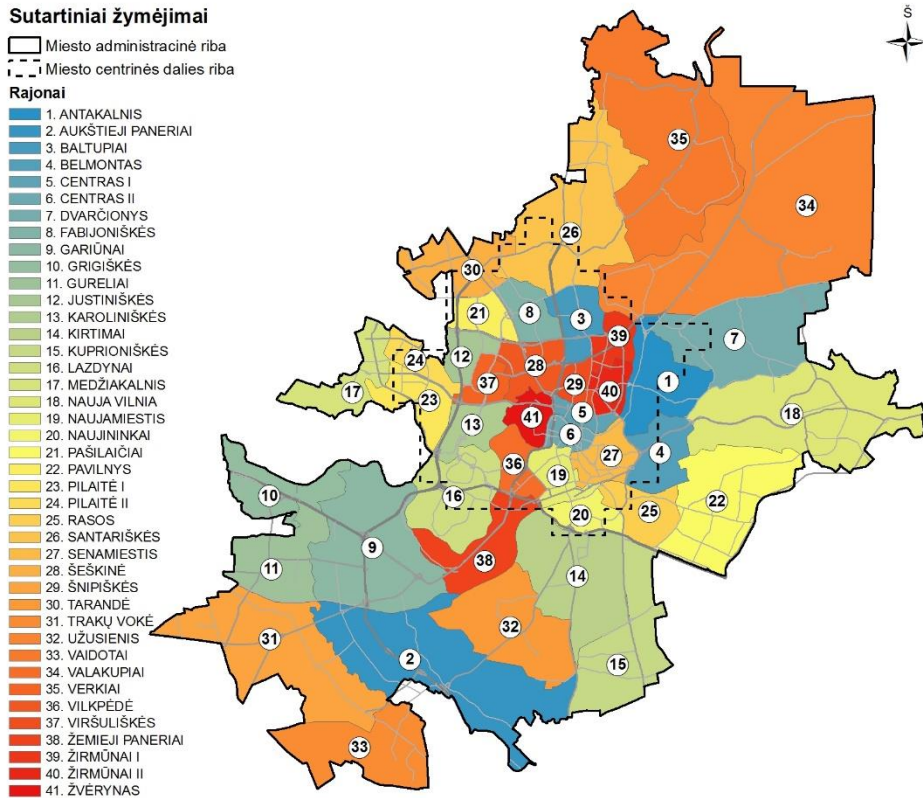 Sutartiniai žymėjimai
Miesto administracinė riba
Miesto centrinės dalies riba
Rajonai
1. ANTAKALNIS
2. AUKŠTIEJI PANERIAI
3. BALTUPIAI
4. BELMONTAS
5. CENTRAS I
6. CENTRAS II
7. DVARČIONYS
8. FABIJONIŠKĖS
9. GARIŪNAI
10. GRIGIŠKĖS
11. GURELIAI
12. JUSTINIŠKĖS
13. KAROLINIŠKĖS
14. KIRTIMAI
15. KUPRIONIŠKĖS
16. LAZDYNAI
17. MEDŽIAKALNIS
18. NAUJA VILNIA
19. NAUJAMIESTIS
20. NAUJININKAI
21. PAŠILAIČIAI
22. PAVILNYS
23. PILAITĖ I
24. PILAITĖ II
25. RASOS
26. SANTARIŠKĖS
27. SENAMIESTIS
28. ŠEŠKINĖ
29. ŠNIPIŠKĖS
30. TARANDĖ
31. TRAKŲ VOKĖ
32. UŽUSIENIS
33. VAIDOTAI
34. VALAKUPIAI
35. VERKIAI
36. VILKPĖDĖ
37. VIRŠULIŠKĖS
38. ŽEMIEJI PANERIAI
39. ŽIRMŪNAI I
40. ŽIRMŪNAI II
41. ŽVĖRYNAS
Š
35
34
26
30
21
8
3
39
7
12
24
28
1
17
23
37
29
40
41
5
18
13
6
27
4
36
19
10
16
22
20
25
9
38
11
14
31
32
2
15
33